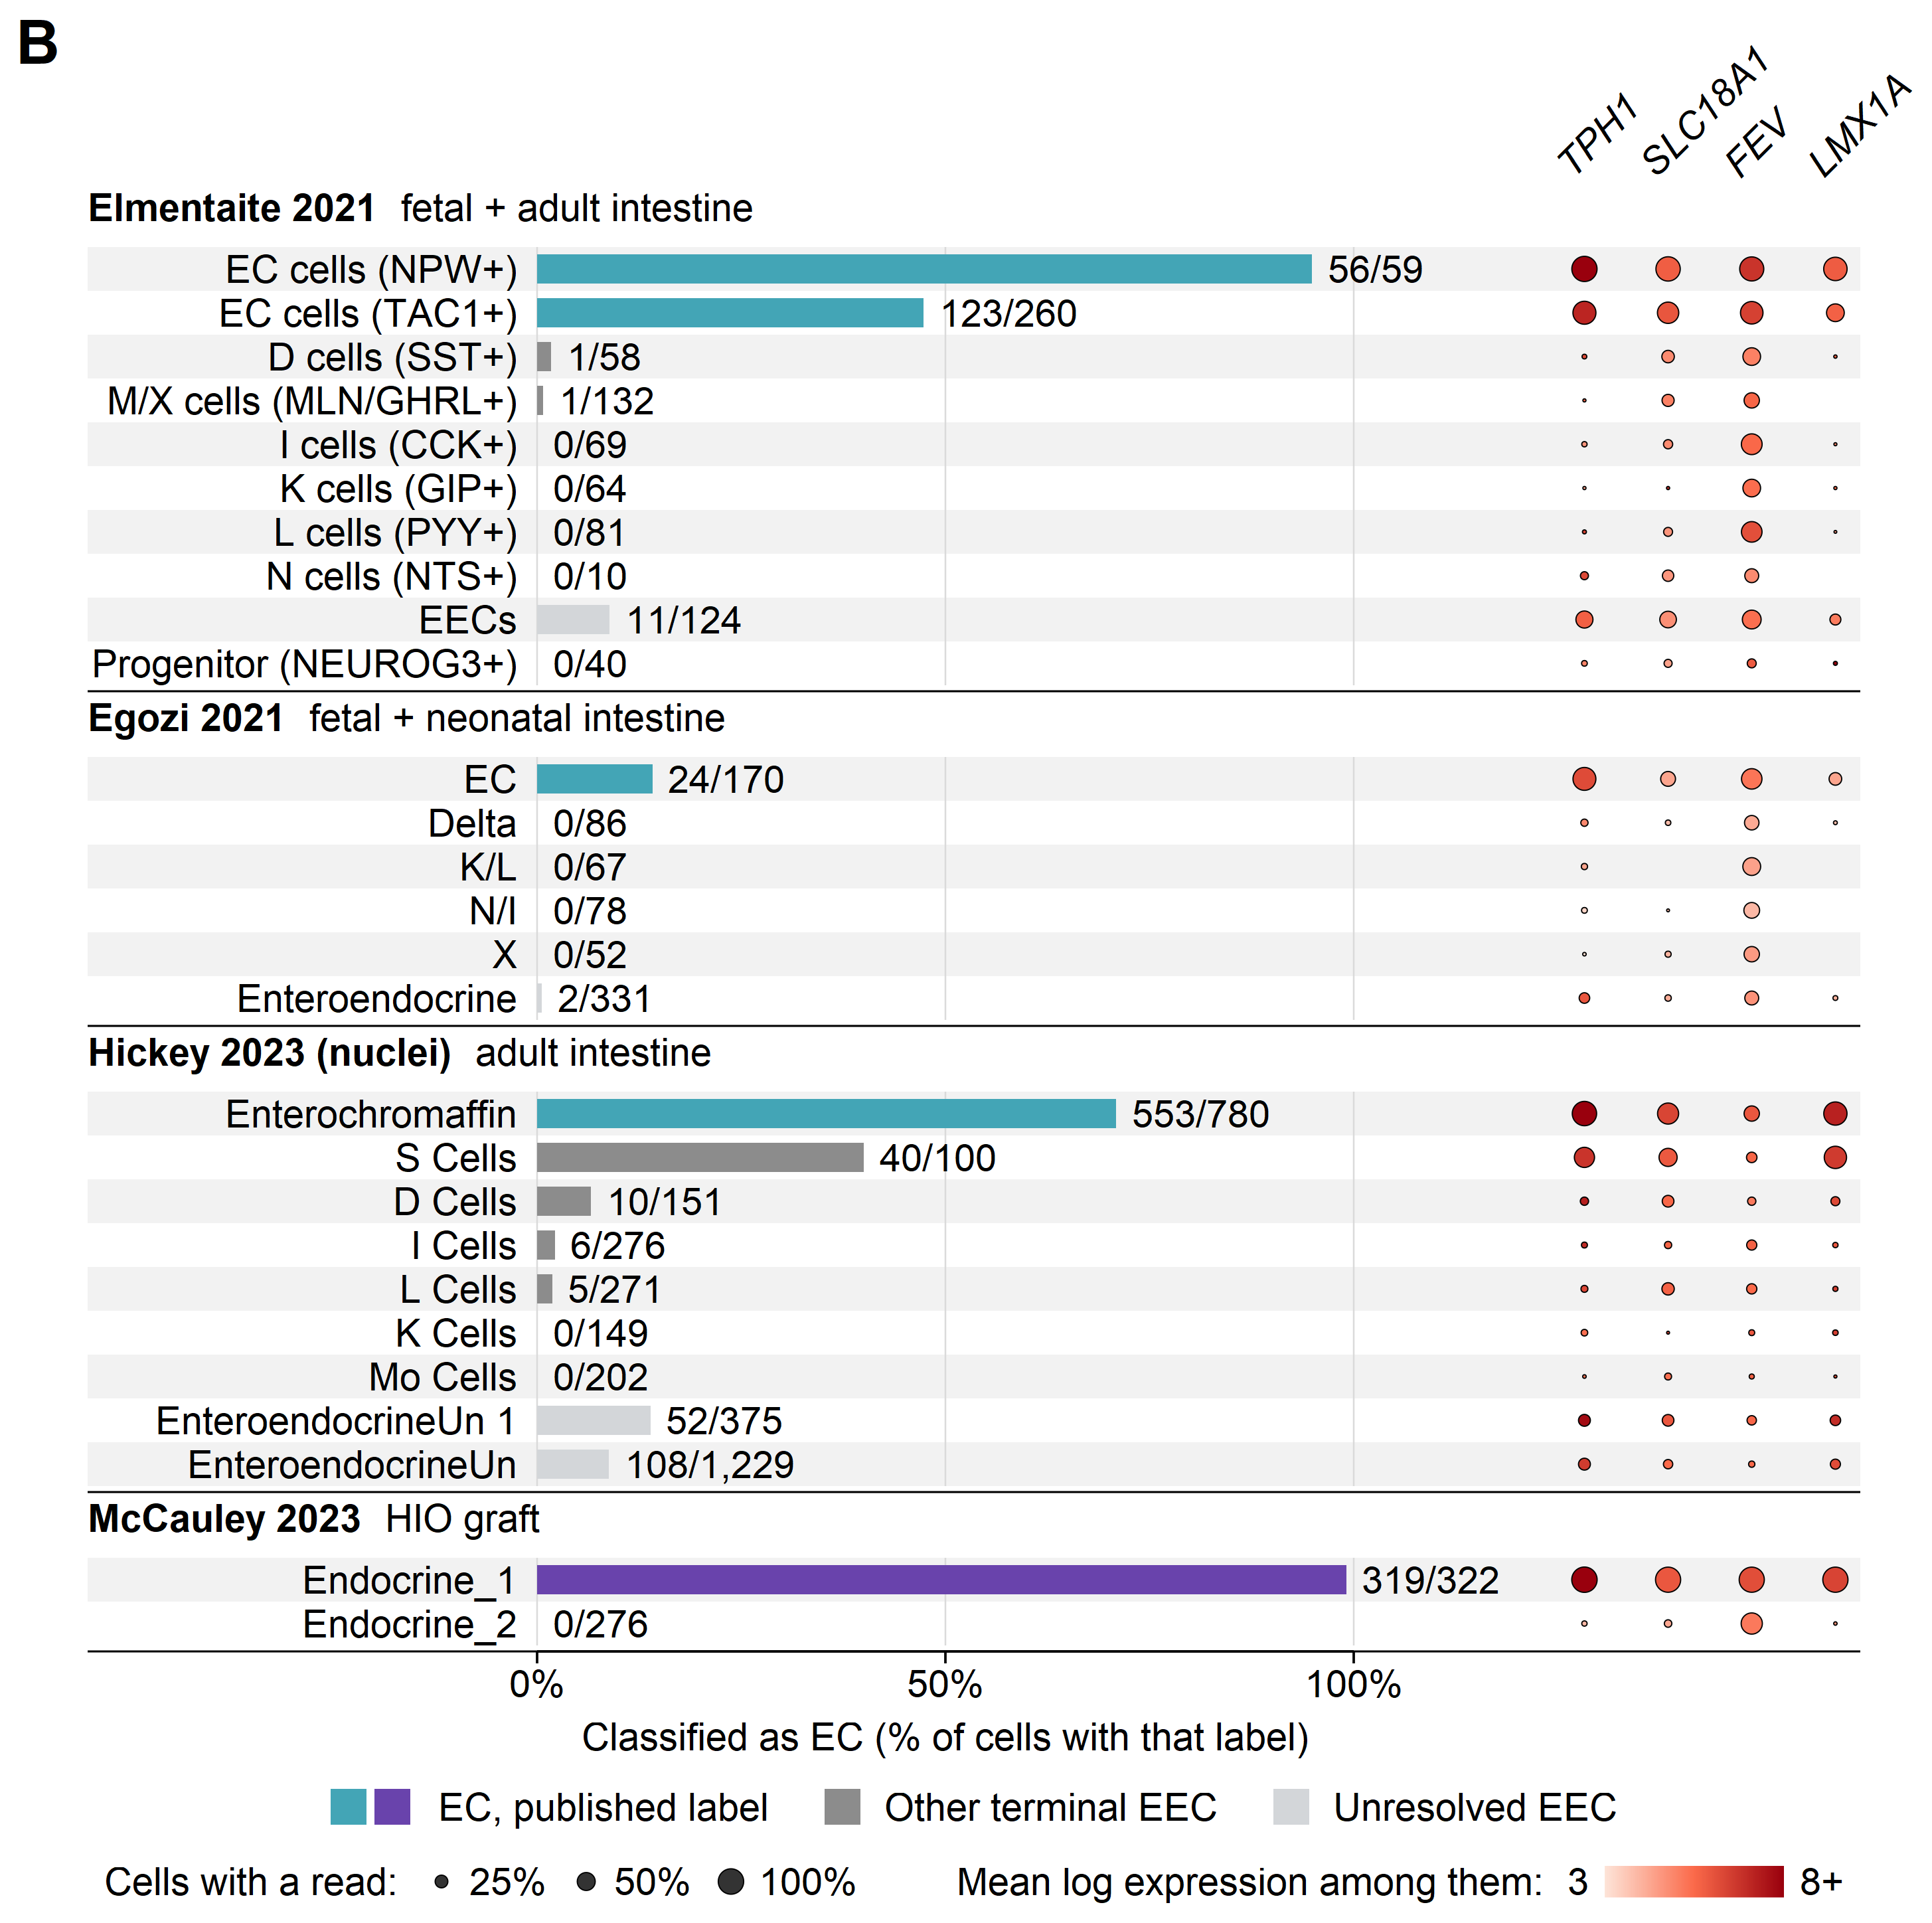 B
TPH1 SLC18A1 FEV LMX1A
Elmentaite 2021 fetal + adult intestine
EC cells (NPW+) 56/59
EC cells (TAC1+) 123/260
D cells (SST+) 1/58
M/X cells (MLN/GHRL+) 1/132
I cells (CCK+) 0/69
K cells (GIP+) 0/64
L cells (PYY+) 0/81
N cells (NTS+) 0/10
EECs 11/124
Progenitor (NEUROG3+) 0/40
Egozi 2021 fetal + neonatal intestine
EC 24/170
Delta 0/86
K/L 0/67
N/I 0/78
X 0/52
Enteroendocrine 2/331
Hickey 2023 (nuclei) adult intestine
Enterochromaffin 553/780
S Cells 40/100
D Cells 10/151
I Cells 6/276
L Cells 5/271
K Cells 0/149
Mo Cells 0/202
EnteroendocrineUn 1 52/375
EnteroendocrineUn 108/1,229
McCauley 2023 HIO graft
Endocrine_1 319/322
Endocrine_2 0/276
0% 50% 100%
Classified as EC (% of cells with that label)
EC, published label Other terminal EEC Unresolved EEC
Cells with a read: 25% 50% 100% Mean log expression among them: 3 8+